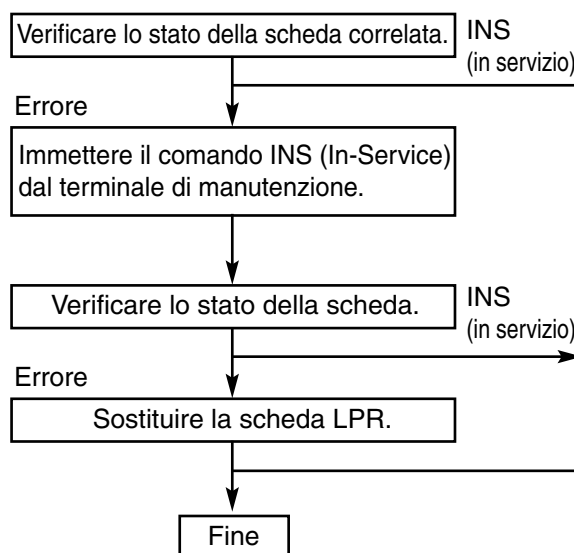 Verificare lo stato della scheda correlata.
INS
(in servizio)
Errore
Immettere il comando INS (In-Service)
dal terminale di manutenzione.
Verificare lo stato della scheda.
INS
(in servizio)
Errore
Sostituire la scheda LPR.
Fine